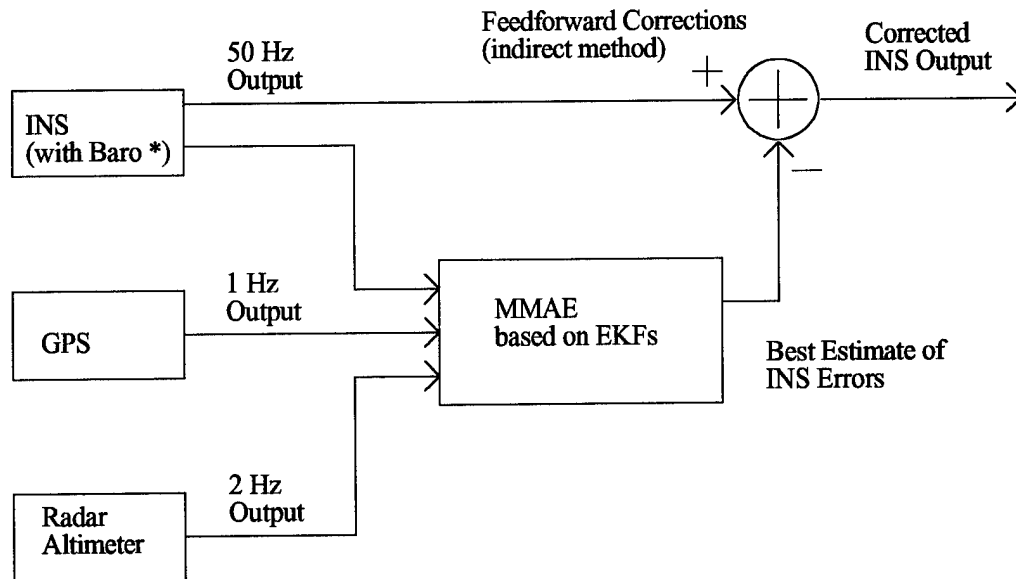 Feedforward Corrections
(indirect method)
50 Hz
Output
Corrected
INS Output
+
INS
(with Baro *)
—
1 Hz
Output
GPS
MMAE
based on EKFs
Best Estimate of
INS Errors
2 Hz
Output
Radar
Altimeter